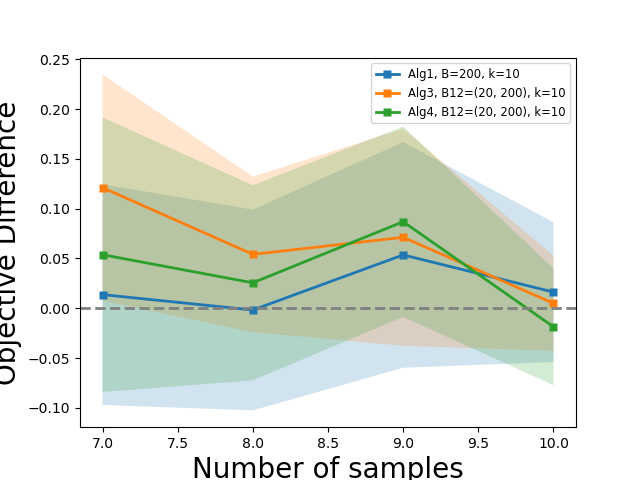 Objective Difference
0.25
0.20
0.15
0.10
0.05
0.00
−0.05
−0.10
Alg1, B=200, k=10
Alg3, B12=(20, 200), k=10
Alg4, B12=(20, 200), k=10
7.0 7.5 8.0 8.5 9.0 9.5 10.0
Number of samples